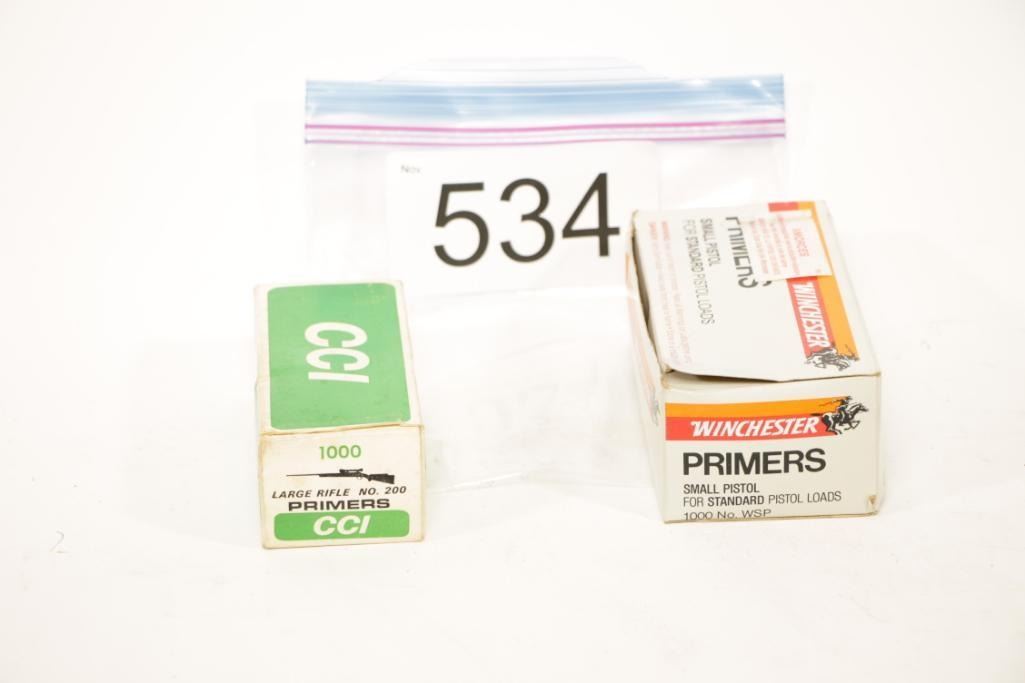 Nov.
534
CCI
1000
LARGE RIFLE NO. 200
PRIMERS
CCI
PRIMERS
SMALL PISTOL
FOR STANDARD PISTOL LOADS
WINCHESTER
WINCHESTER
PRIMERS
SMALL PISTOL
FOR STANDARD PISTOL LOADS
1000 No. WSP